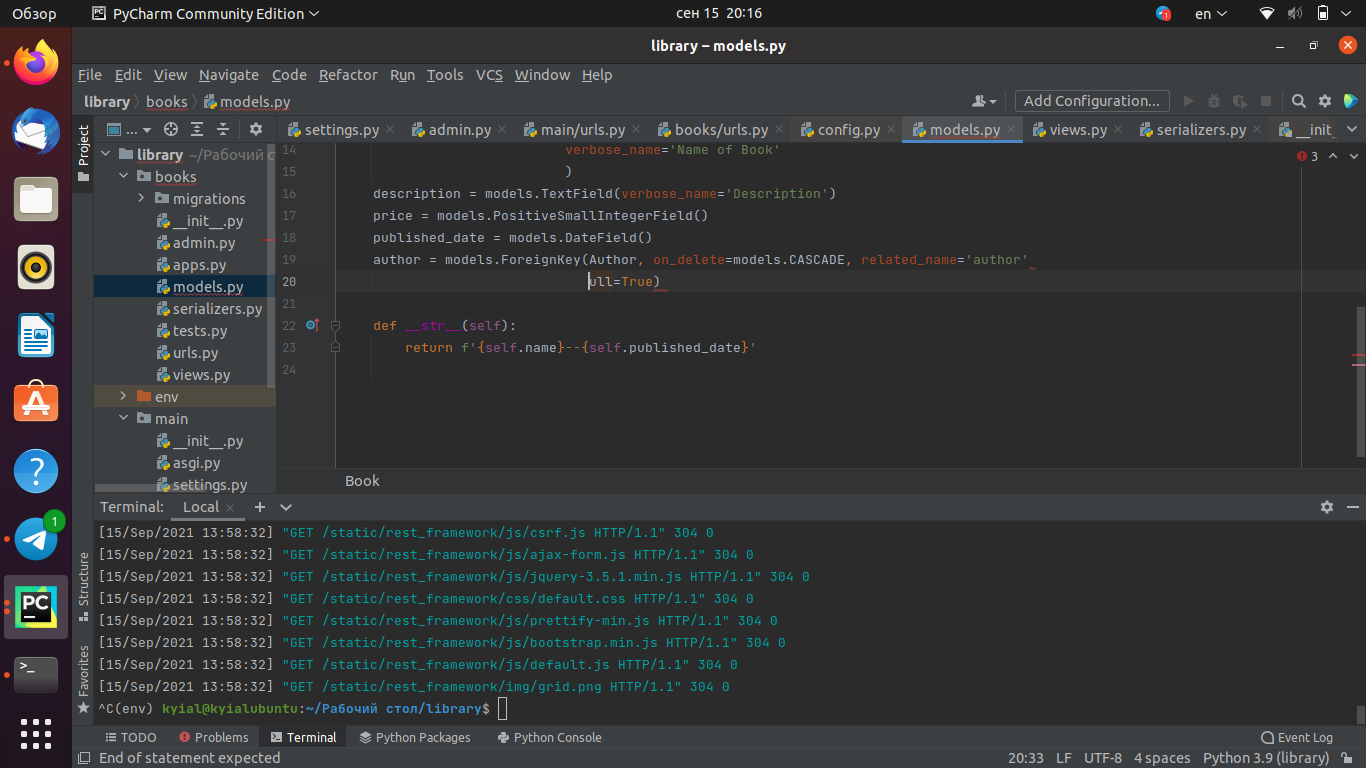 Обзор PyCharm Community Edition сен 15 20:16 1 en
library – models.py
File Edit View Navigate Code Refactor Run Tools VCS Window Help
library books models.py Add Configuration...
Project ... settings.py admin.py main/urls.py books/urls.py config.py models.py views.py serializers.py __init_
library ~/Рабочий ст
books
migrations
__init__.py
admin.py
apps.py
models.py
serializers.py
tests.py
urls.py
views.py
env
main
__init__.py
asgi.py
settings.py
14 verbose_name='Name of Book' 3
15 )
16 description = models.TextField(verbose_name='Description')
17 price = models.PositiveSmallIntegerField()
18 published_date = models.DateField()
19 author = models.ForeignKey(Author, on_delete=models.CASCADE, related_name='author'
20 ull=True)
21
22 def __str__(self):
23 return f'{self.name}--{self.published_date}'
24
Book
Terminal: Local
[15/Sep/2021 13:58:32] "GET /static/rest_framework/js/csrf.js HTTP/1.1" 304 0
[15/Sep/2021 13:58:32] "GET /static/rest_framework/js/ajax-form.js HTTP/1.1" 304 0
[15/Sep/2021 13:58:32] "GET /static/rest_framework/js/jquery-3.5.1.min.js HTTP/1.1" 304 0
[15/Sep/2021 13:58:32] "GET /static/rest_framework/css/default.css HTTP/1.1" 304 0
[15/Sep/2021 13:58:32] "GET /static/rest_framework/js/prettify-min.js HTTP/1.1" 304 0
[15/Sep/2021 13:58:32] "GET /static/rest_framework/js/bootstrap.min.js HTTP/1.1" 304 0
[15/Sep/2021 13:58:32] "GET /static/rest_framework/js/default.js HTTP/1.1" 304 0
[15/Sep/2021 13:58:32] "GET /static/rest_framework/img/grid.png HTTP/1.1" 304 0
^C(env) kyial@kyialubuntu:~/Рабочий стол/library$
Structure
Favorites
1
PC
>_
TODO Problems Terminal Python Packages Python Console Event Log
End of statement expected 20:33 LF UTF-8 4 spaces Python 3.9 (library)